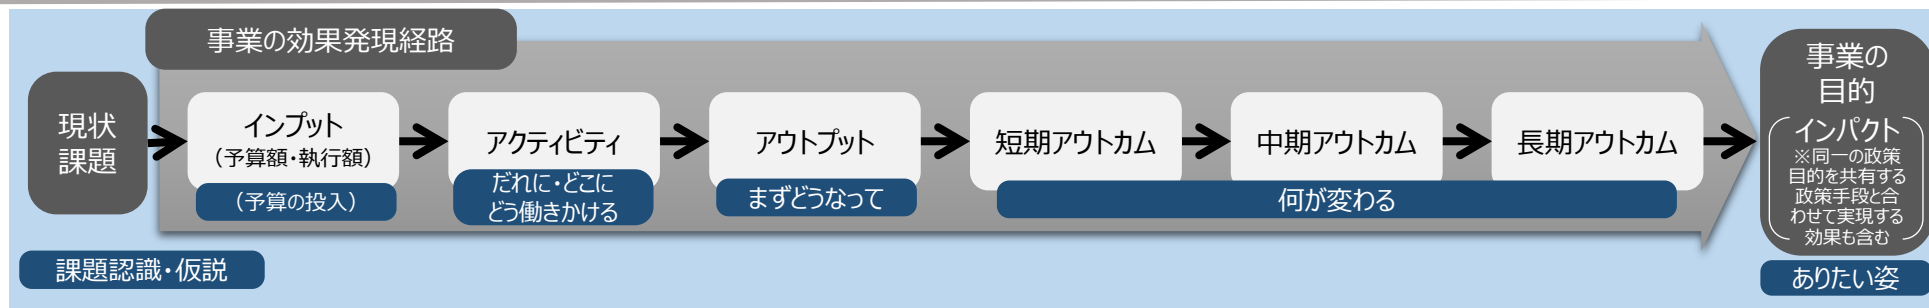 事業の効果発現経路
現状
課題
インプット
（予算額・執行額）
（予算の投入）
アクティビティ
だれに・どこに
どう働きかける
アウトプット
まずどうなって
短期アウトカム
中期アウトカム
長期アウトカム
何が変わる
事業の
目的
インパクト
※同一の政策
目的を共有する
政策手段と合
わせて実現する
効果も含む
課題認識・仮説
ありたい姿